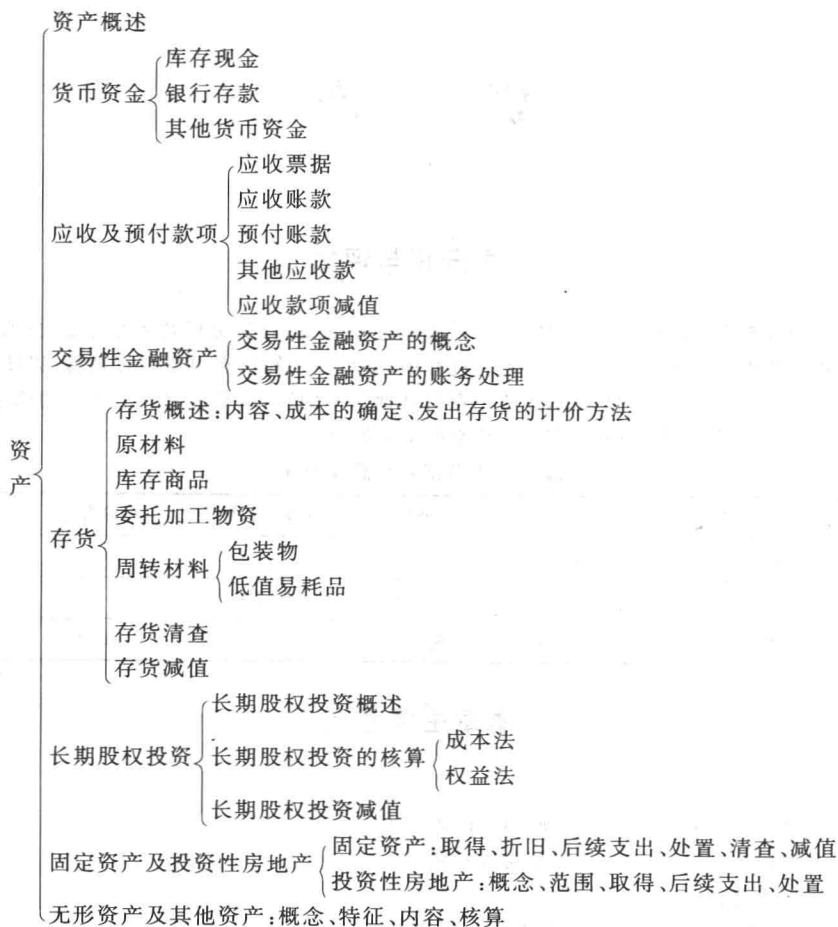 资产概述
库存现金
货币资金
银行存款
其他货币资金
应收票据
应收账款
应收及预付款项
预付账款
其他应收款
应收款项减值
交易性金融资产
交易性金融资产的概念
交易性金融资产的账务处理
资产
存货
存货概述:内容、成本的确定、发出存货的计价方法
原材料
库存商品
委托加工物资
周转材料
包装物
低值易耗品
存货清查
存货减值
长期股权投资
长期股权投资概述
长期股权投资的核算
成本法
权益法
长期股权投资减值
固定资产及投资性房地产
固定资产:取得、折旧、后续支出、处置、清查、减值
投资性房地产:概念、范围、取得、后续支出、处置
无形资产及其他资产:概念、特征、内容、核算